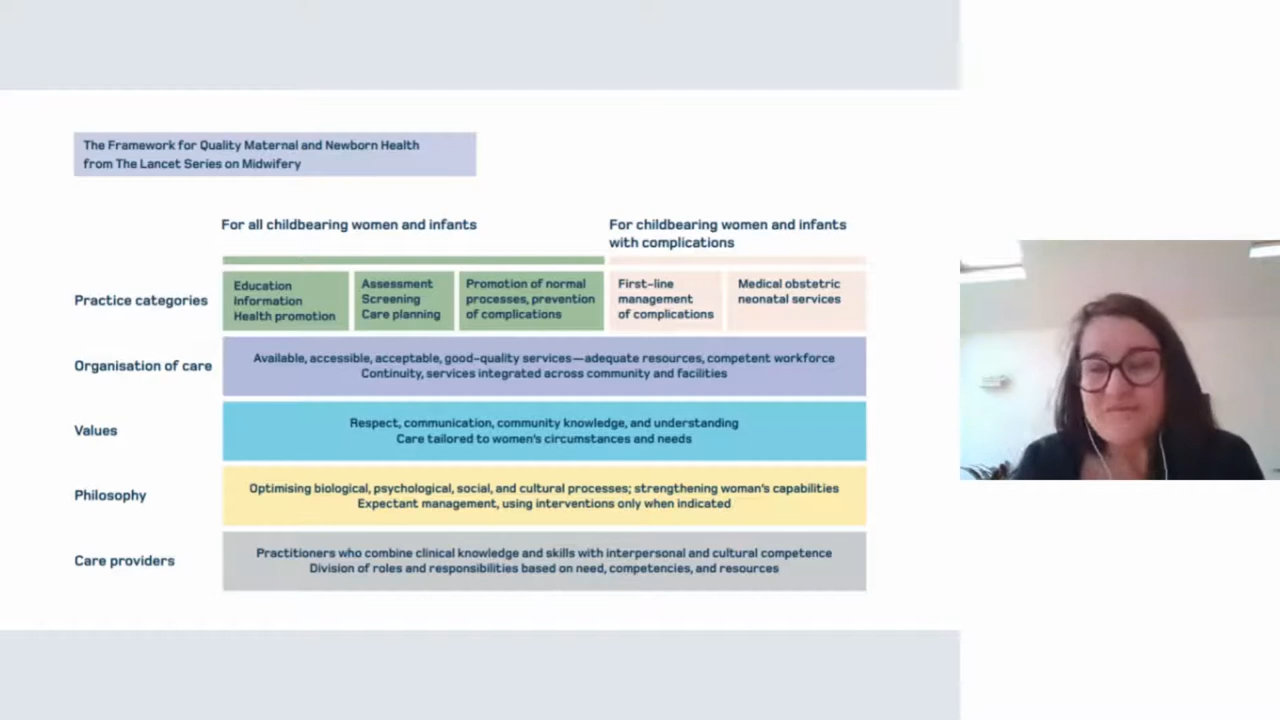 The Framework for Quality Maternal and Newborn Health
from The Lancet Series on Midwifery
For all childbearing women and infants
For childbearing women and infants
with complications
Practice categories
Education
Information
Health promotion
Assessment
Screening
Care planning
Promotion of normal
processes, prevention
of complications
First-line
management
of complications
Medical obstetric
neonatal services
Organisation of care
Available, accessible, acceptable, good-quality services—adequate resources, competent workforce
Continuity, services integrated across community and facilities
Values
Respect, communication, community knowledge, and understanding
Care tailored to women's circumstances and needs
Philosophy
Optimising biological, psychological, social, and cultural processes; strengthening woman's capabilities
Expectant management, using interventions only when indicated
Care providers
Practitioners who combine clinical knowledge and skills with interpersonal and cultural competence
Division of roles and responsibilities based on need, competencies, and resources